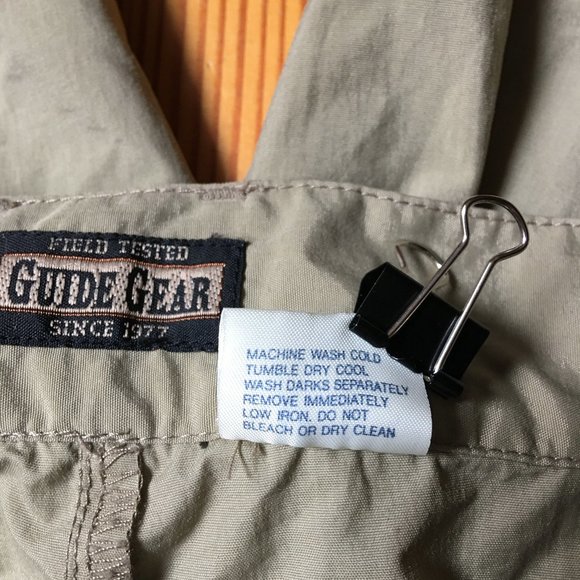 FIELD TESTED
GUIDE GEAR
SINCE 1977
MACHINE WASH COLD
TUMBLE DRY COOL
WASH DARKS SEPARATELY
REMOVE IMMEDIATELY
LOW IRON. DO NOT
BLEACH OR DRY CLEAN